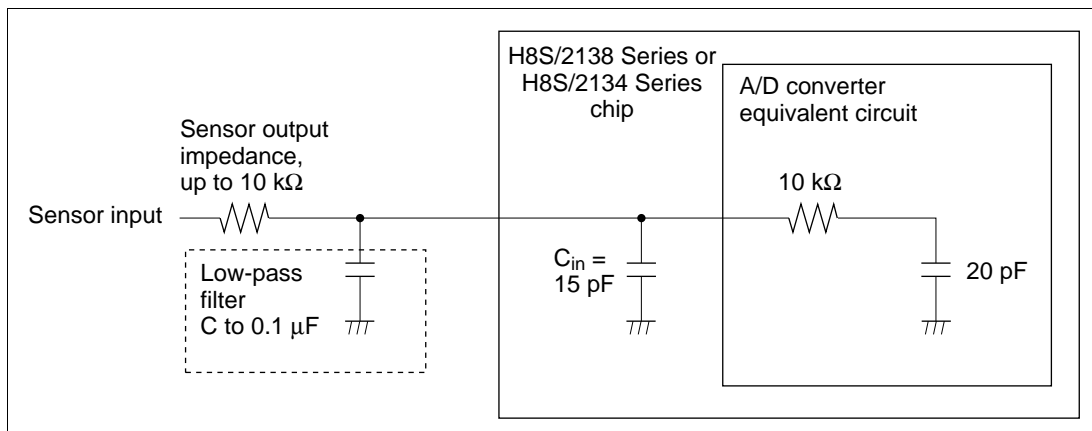 H8S/2138 Series or
H8S/2134 Series
chip
A/D converter
equivalent circuit
Sensor output
impedance,
up to 10 kΩ
10 kΩ
Sensor input
Low-pass
filter
C to 0.1 μF
Cin =
15 pF
20 pF